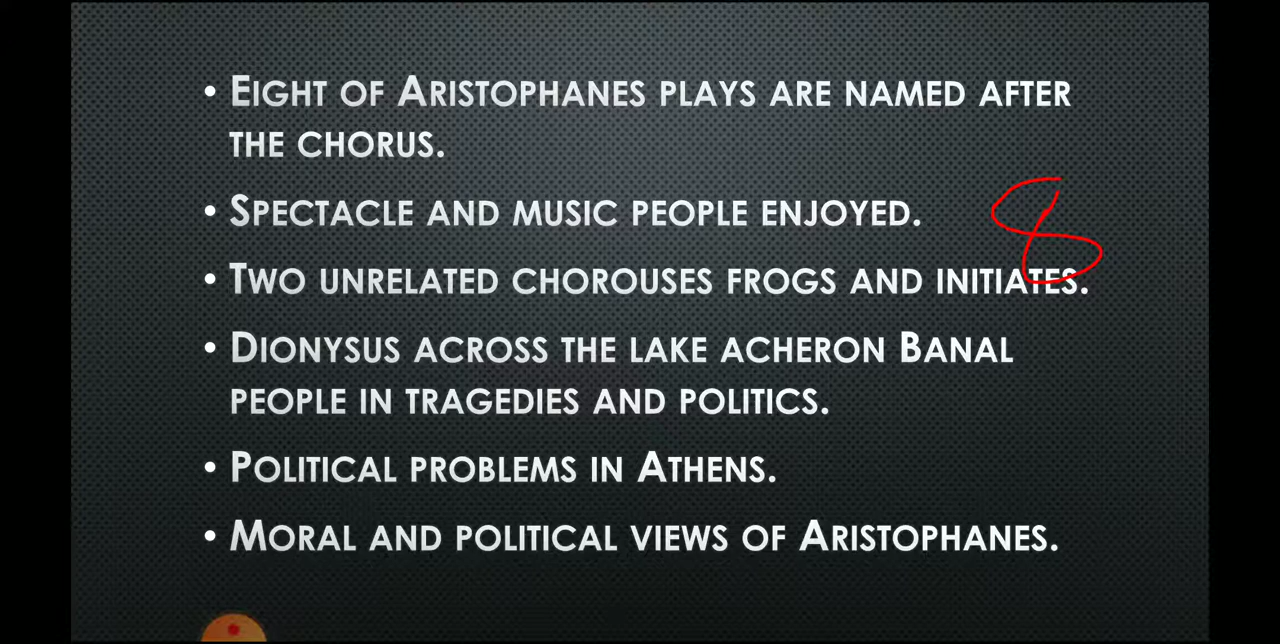 • Eight of Aristophanes plays are named after
the chorus.
• Spectacle and music people enjoyed.
8
• Two unrelated chorouses frogs and initiates.
• Dionysus across the lake Acheron Banal
people in tragedies and politics.
• Political problems in Athens.
• Moral and political views of Aristophanes.